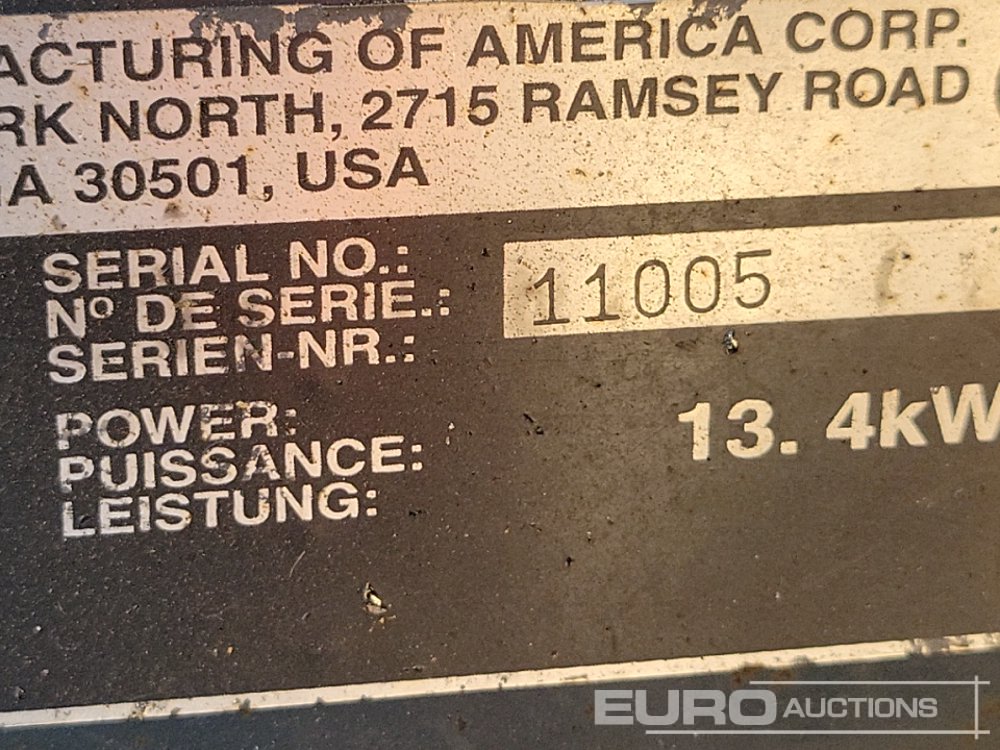 ACTURING OF AMERICA CORP.
RK NORTH, 2715 RAMSEY ROAD
GA 30501, USA
SERIAL NO.:
Nº DE SERIE.:
SERIEN-NR.:
11005
POWER:
PUISSANCE:
LEISTUNG:
13.4kW
EURO AUCTIONS